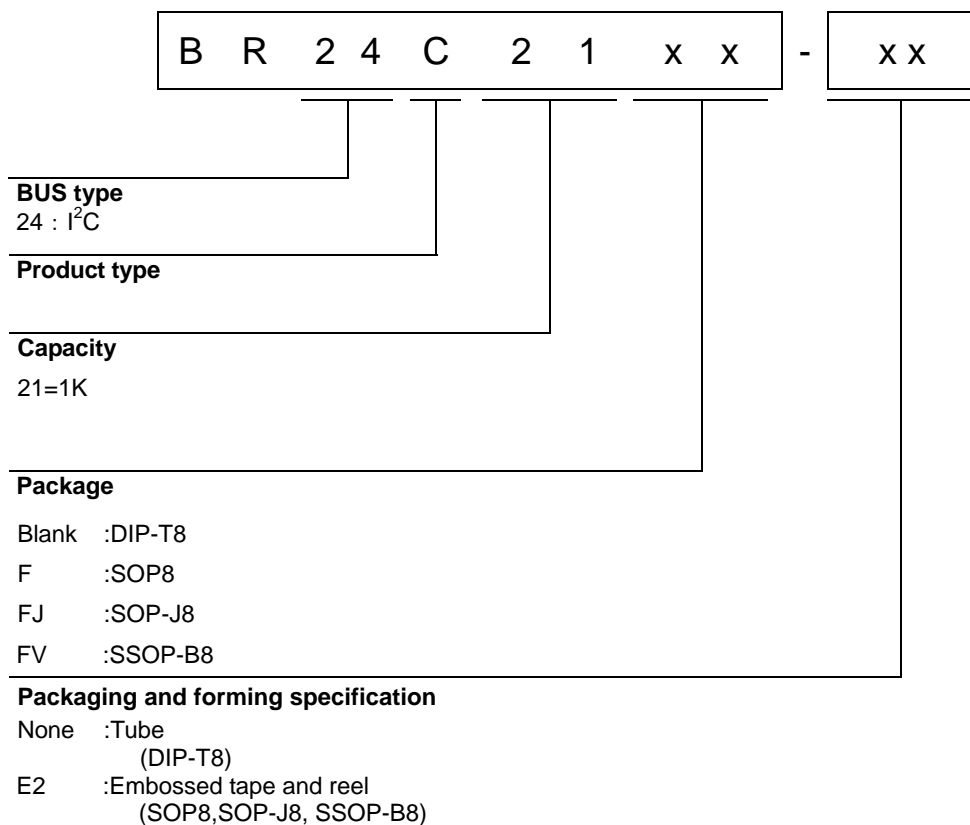 B R 2 4 C 2 1 x x - x x
BUS type
24 : I²C
Product type
Capacity
21=1K
Package
Blank :DIP-T8
F :SOP8
FJ :SOP-J8
FV :SSOP-B8
Packaging and forming specification
None :Tube
(DIP-T8)
E2 :Embossed tape and reel
(SOP8,SOP-J8, SSOP-B8)